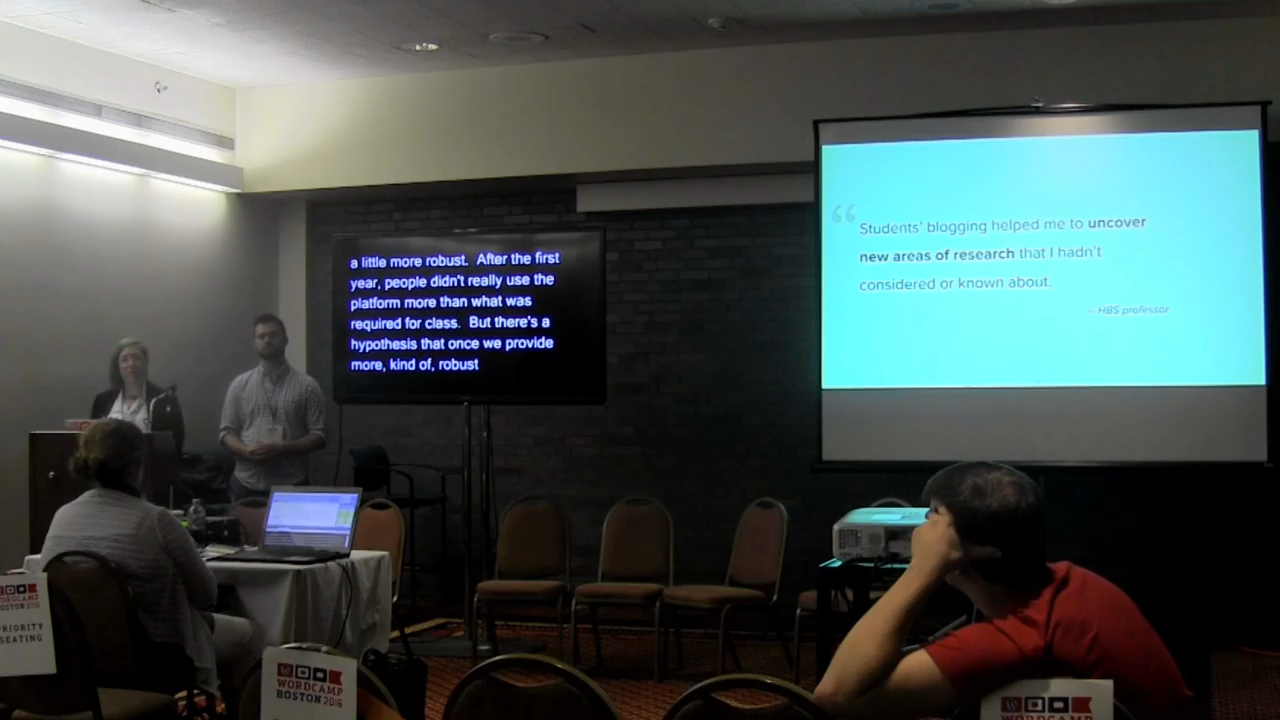 a little more robust.  After the first
year, people didn't really use the
platform more than what was
required for class.  But there's a
hypothesis that once we provide
more, kind of, robust
“
Students' blogging helped me to uncover
new areas of research that I hadn't
considered or known about.
– HBS professor
WORDCAMP
BOSTON 2016
PRIORITY
SEATING
WORDCAMP
BOSTON 2016
WORDCAMP